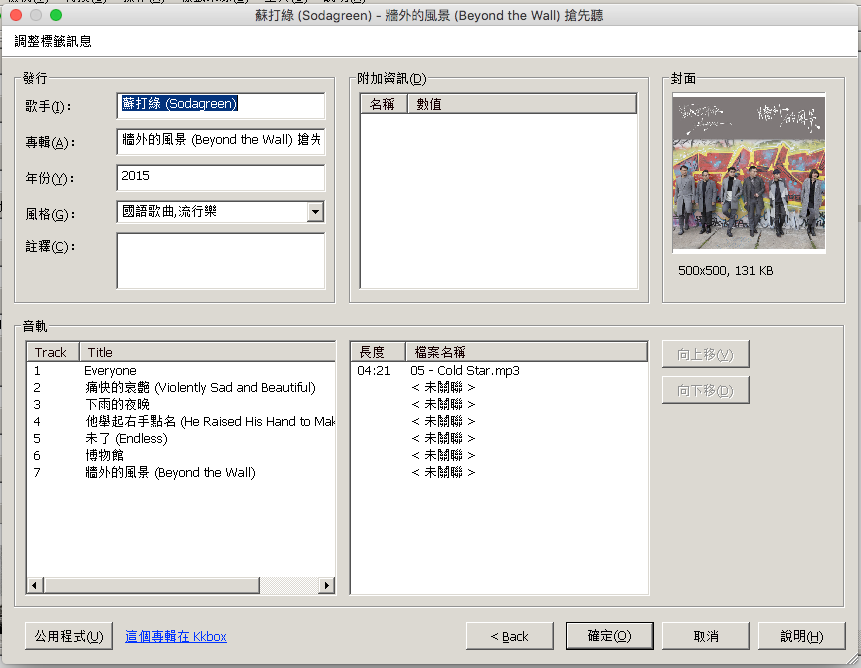 蘇打綠 (Sodagreen) - 牆外的風景 (Beyond the Wall) 搶先聽
調整標籤訊息
發行
歌手(I):
蘇打綠 (Sodagreen)
專輯(A):
牆外的風景 (Beyond the Wall) 搶先
年份(Y):
2015
風格(G):
國語歌曲,流行樂
註釋(C):
附加資訊(D)
名稱 數值
封面
牆外的風景
500x500, 131 KB
音軌
Track Title
1 Everyone
2 痛快的哀艷 (Violently Sad and Beautiful)
3 下雨的夜晚
4 他舉起右手點名 (He Raised His Hand to Mak
5 未了 (Endless)
6 博物館
7 牆外的風景 (Beyond the Wall)
長度 檔案名稱
04:21 05 - Cold Star.mp3
< 未關聯 >
< 未關聯 >
< 未關聯 >
< 未關聯 >
< 未關聯 >
< 未關聯 >
向上移(V)
向下移(D)
公用程式(U)
這個專輯在 Kkbox
< Back
確定(O)
取消
說明(H)